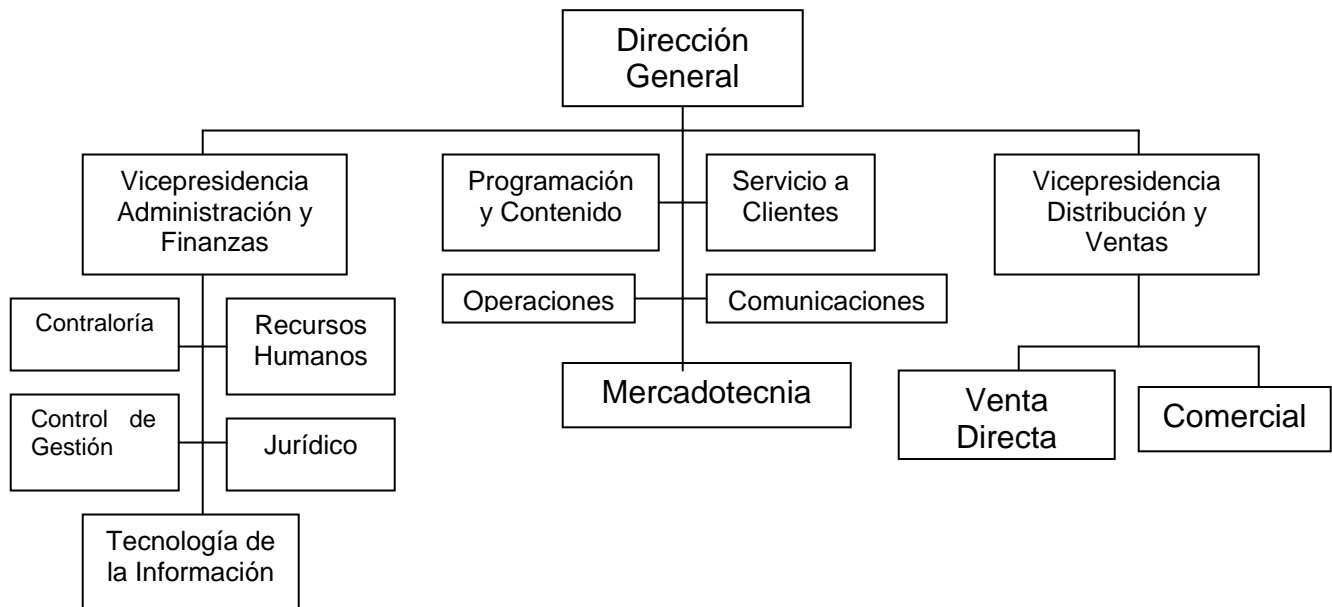 Dirección
General
Vicepresidencia
Administración y
Finanzas
Programación
y Contenido
Servicio a
Clientes
Vicepresidencia
Distribución y
Ventas
Operaciones
Comunicaciones
Contraloría
Recursos
Humanos
Mercadotecnia
Venta
Directa
Comercial
Control de
Gestión
Jurídico
Tecnología de
la Información